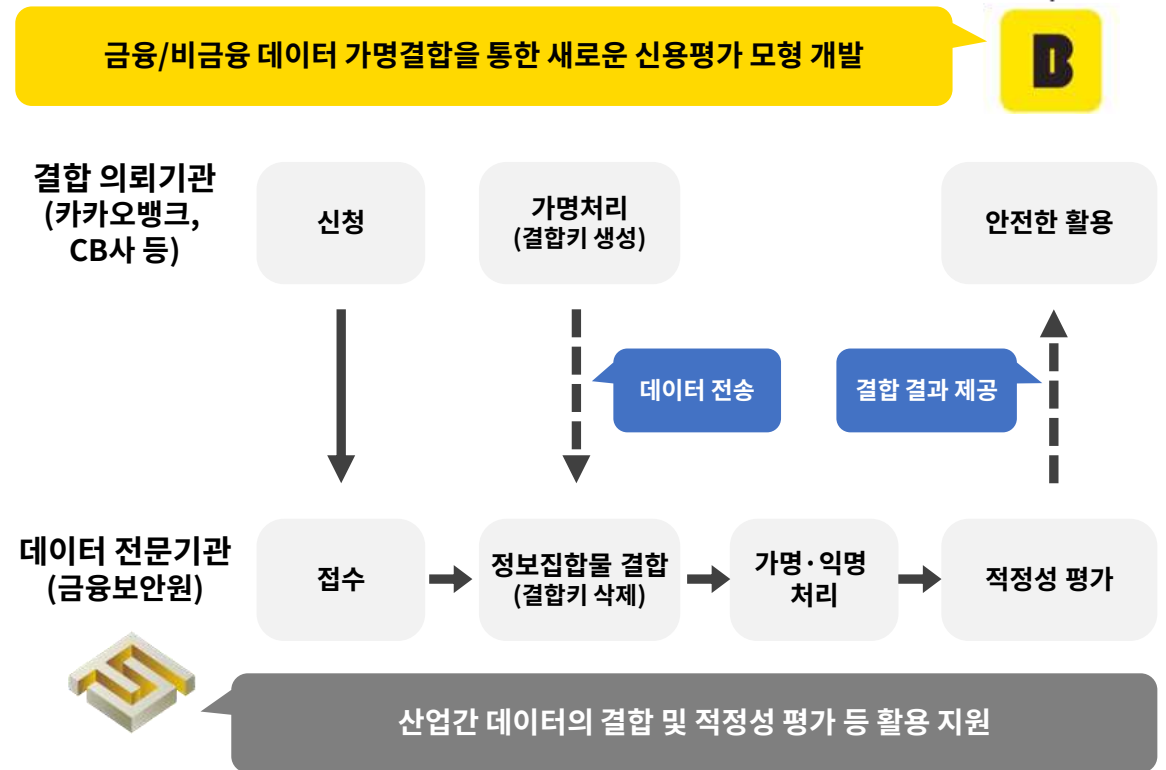 금융/비금융 데이터 가명결합을 통한 새로운 신용평가 모형 개발
B
결합 의뢰기관
(카카오뱅크,
CB사 등)
신청
가명처리
(결합키 생성)
안전한 활용
데이터 전송
결합 결과 제공
데이터 전문기관
(금융보안원)
접수
정보집합물 결합
(결합키 삭제)
가명·익명
처리
적정성 평가
산업간 데이터의 결합 및 적정성 평가 등 활용 지원